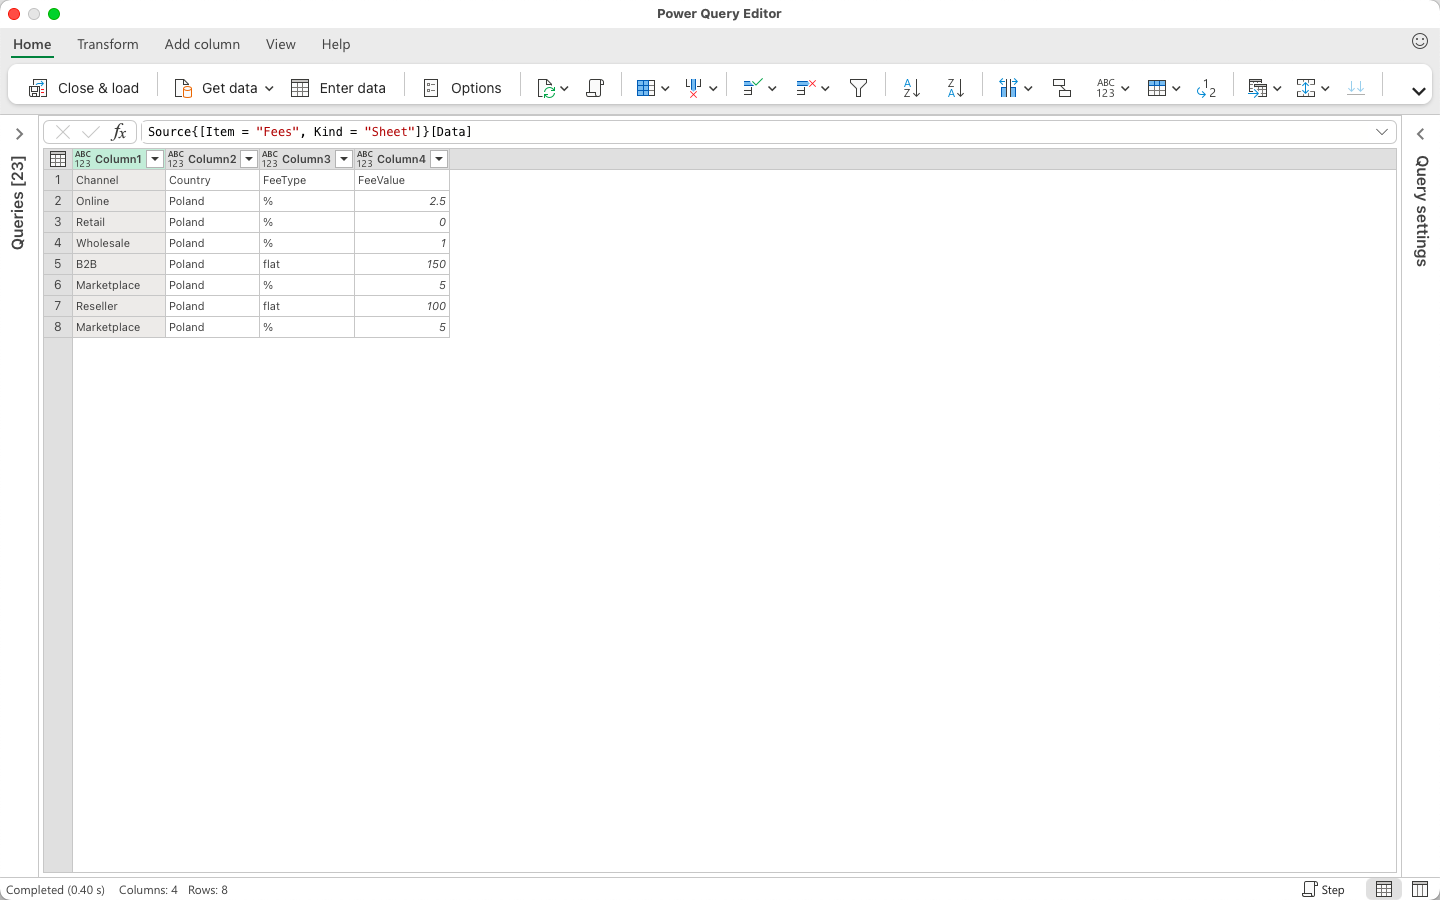 Power Query Editor
Home Transform Add column View Help
Close & load Get data Enter data Options ABC 123
fx Source{[Item = "Fees", Kind = "Sheet"]}[Data]
Queries [23]
Query settings
ABC 123 Column1 ABC 123 Column2 ABC 123 Column3 ABC 123 Column4
1 Channel Country FeeType FeeValue
2 Online Poland % 2.5
3 Retail Poland % 0
4 Wholesale Poland % 1
5 B2B Poland flat 150
6 Marketplace Poland % 5
7 Reseller Poland flat 100
8 Marketplace Poland % 5
Completed (0.40 s) Columns: 4 Rows: 8 Step